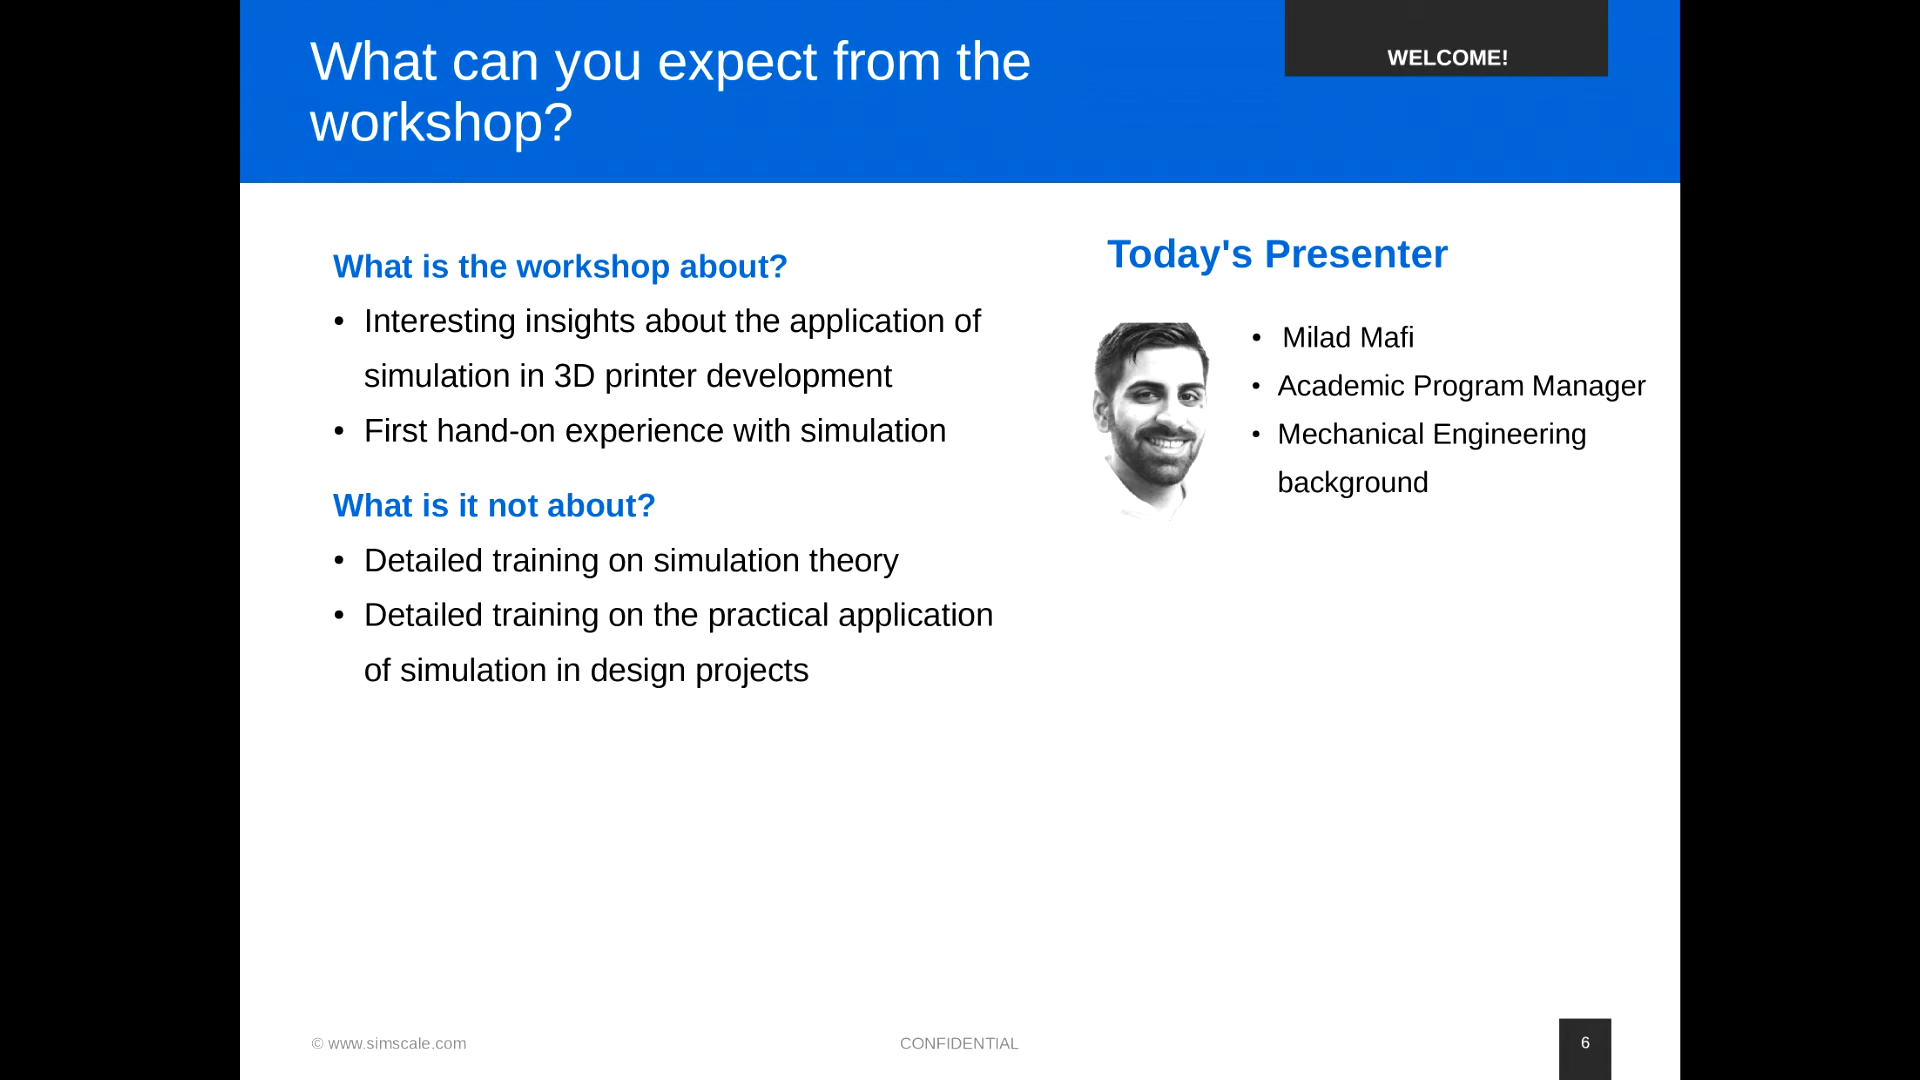 What can you expect from the
workshop?
WELCOME!
What is the workshop about?
• Interesting insights about the application of
simulation in 3D printer development
• First hand-on experience with simulation
What is it not about?
• Detailed training on simulation theory
• Detailed training on the practical application
of simulation in design projects
Today's Presenter
• Milad Mafi
• Academic Program Manager
• Mechanical Engineering
background
© www.simscale.com
CONFIDENTIAL
6